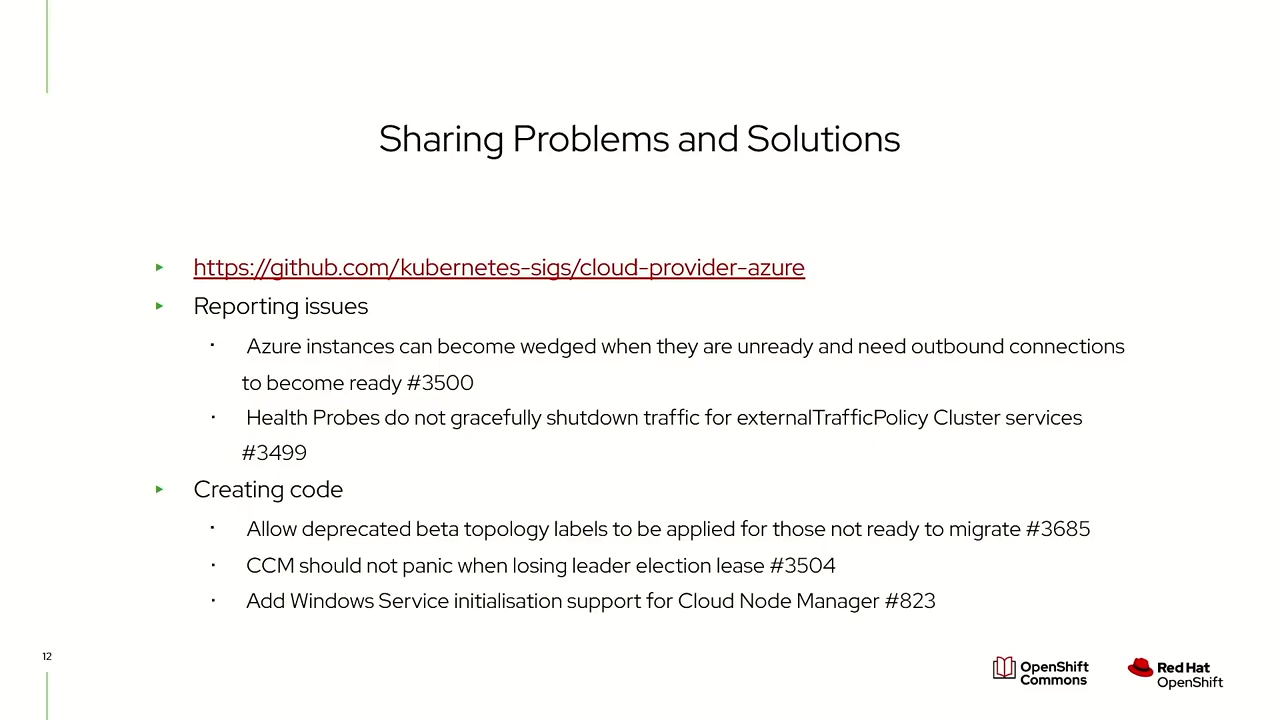 Sharing Problems and Solutions
https://github.com/kubernetes-sigs/cloud-provider-azure
Reporting issues
Azure instances can become wedged when they are unready and need outbound connections
to become ready #3500
Health Probes do not gracefully shutdown traffic for externalTrafficPolicy Cluster services
#3499
Creating code
Allow deprecated beta topology labels to be applied for those not ready to migrate #3685
CCM should not panic when losing leader election lease #3504
Add Windows Service initialisation support for Cloud Node Manager #823
12
OpenShift
Commons
Red Hat
OpenShift